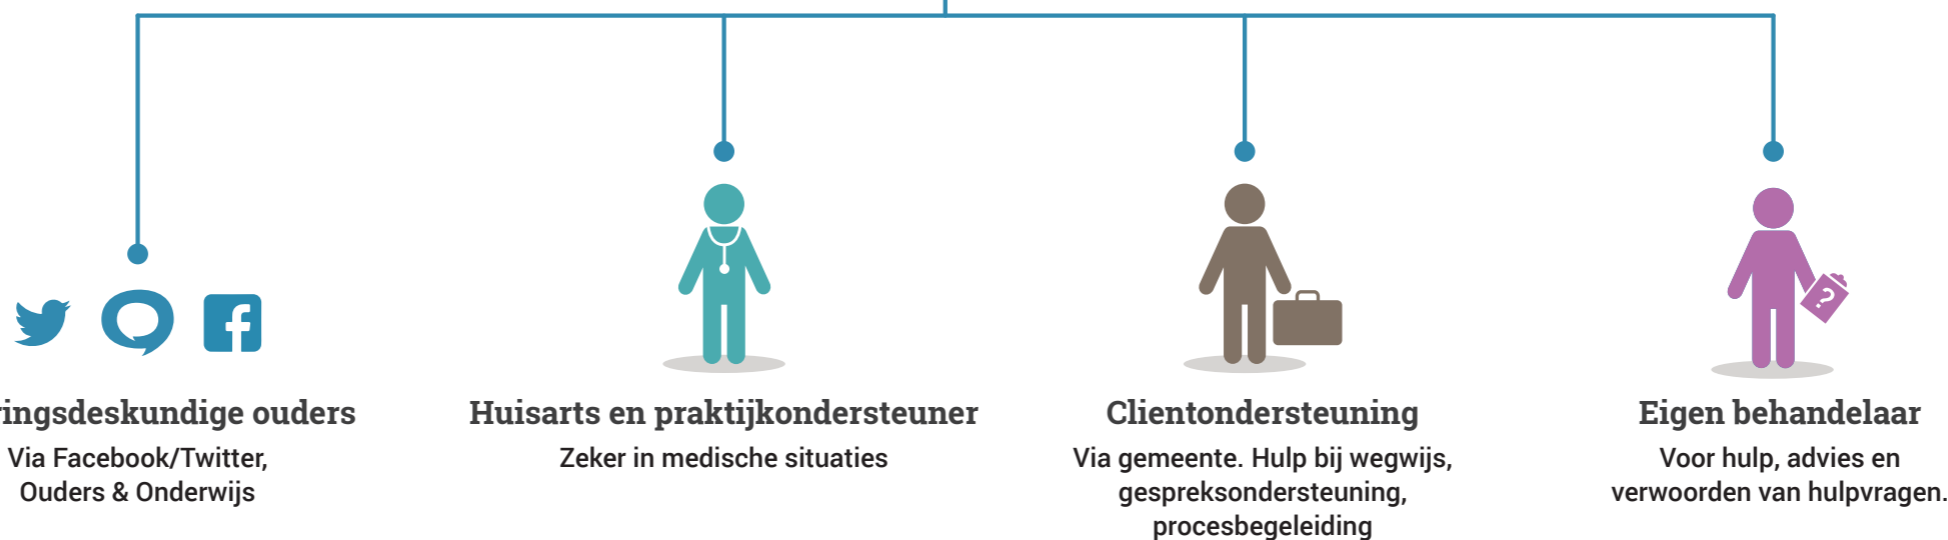 ringsdeskundige ouders
Via Facebook/Twitter,
Ouders & Onderwijs
Huisarts en praktijkondersteuner
Zeker in medische situaties
Clientondersteuning
Via gemeente. Hulp bij wegwijs,
gespreksondersteuning,
procesbegeleiding
Eigen behandelaar
Voor hulp, advies en
verwoorden van hulpvragen.
?